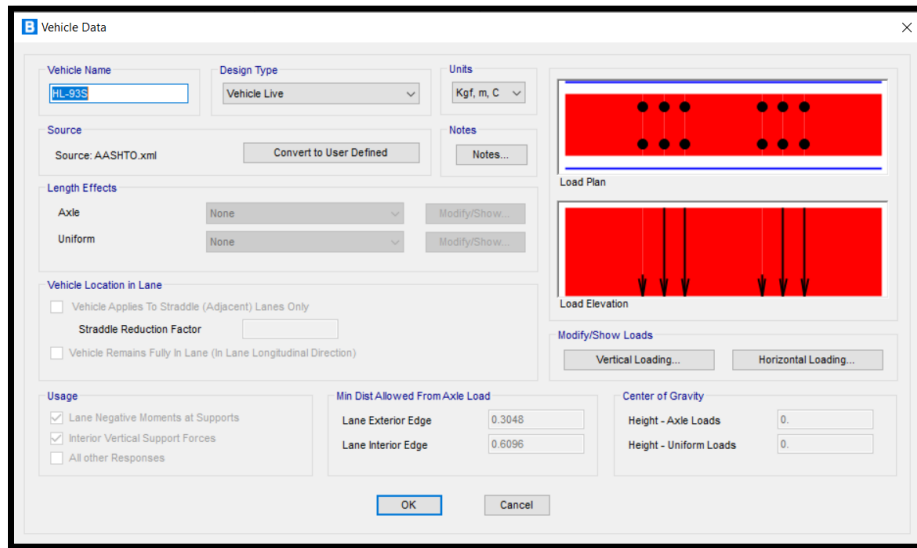 B Vehicle Data
Vehicle Name
HL-93S
Design Type
Vehicle Live
Units
Kgf, m, C
Source
Source: AASHTO.xml
Convert to User Defined
Notes
Notes...
Load Plan
Length Effects
Axle
None
Modify/Show...
Uniform
None
Modify/Show...
Load Elevation
Vehicle Location in Lane
Vehicle Applies To Straddle (Adjacent) Lanes Only
Straddle Reduction Factor
Vehicle Remains Fully In Lane (In Lane Longitudinal Direction)
Modify/Show Loads
Vertical Loading...
Horizontal Loading...
Usage
Lane Negative Moments at Supports
Interior Vertical Support Forces
All other Responses
Min Dist Allowed From Axle Load
Lane Exterior Edge
0.3048
Lane Interior Edge
0.6096
Center of Gravity
Height - Axle Loads
0.
Height - Uniform Loads
0.
OK
Cancel